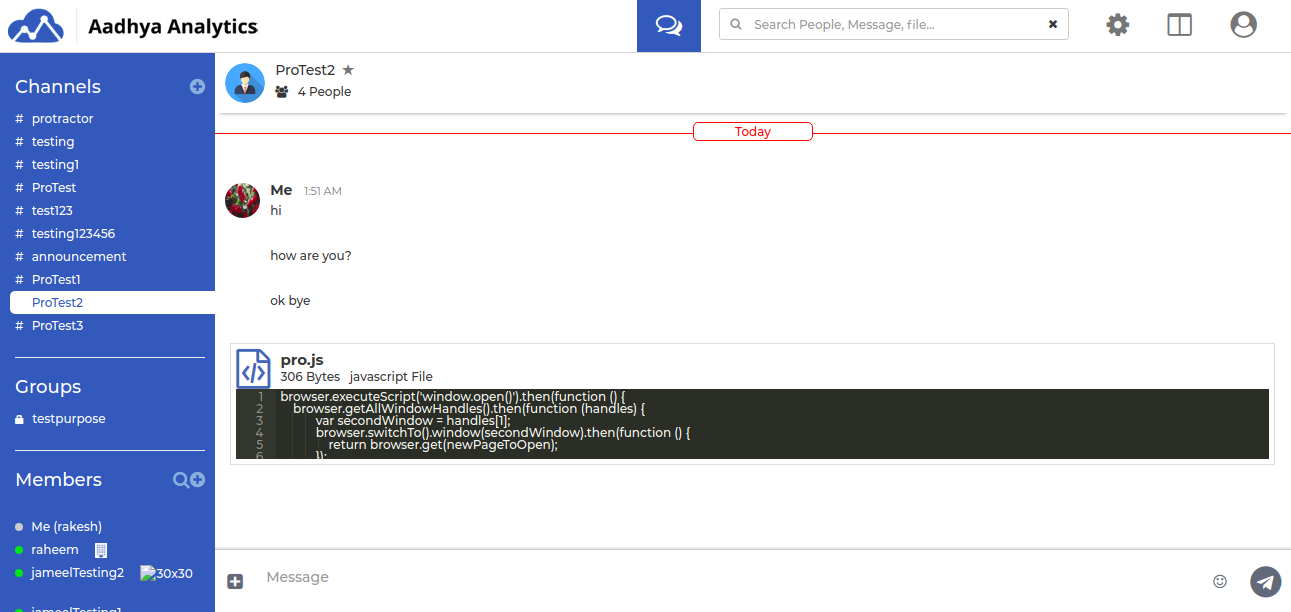 Aadhya Analytics
Search People, Message, file...
Channels
# protractor
# testing
# testing1
# ProTest
# test123
# testing123456
# announcement
# ProTest1
ProTest2
# ProTest3
Groups
testpurpose
Members
Me (rakesh)
raheem
jameelTesting2 30x30
jameelTesting1
ProTest2
4 People
Today
Me 1:51 AM
hi
how are you?
ok bye
pro.js
306 Bytes javascript File
1 browser.executeScript('window.open()').then(function () {
2 browser.getAllWindowHandles().then(function (handles) {
3 var secondWindow = handles[1];
4 browser.switchTo().window(secondWindow).then(function () {
5 return browser.get(newPageToOpen);
6 });
Message